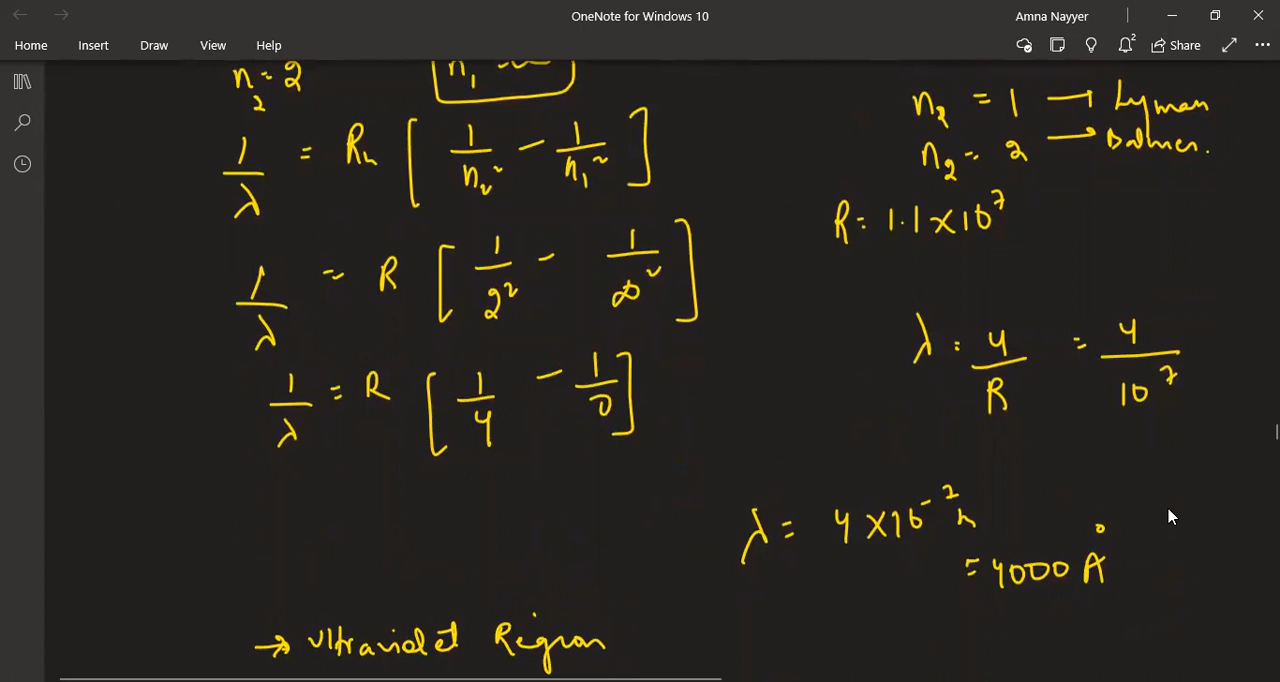 OneNote for Windows 10
Amna Nayyer
Home Insert Draw View Help
2 Share
n₂ = 2
n₁
1/λ = Rₕ [ 1/n₂² − 1/n₁² ]
1/λ = R [ 1/2² − 1/∞² ]
1/λ = R [ 1/4 − 1/0 ]
n₂ = 1 → Lyman
n₂ = 2 → Balmer.
R = 1.1 × 10⁷
λ = 4/R = 4/10⁷
λ = 4 × 10⁻⁷ m
= 4000 Å
→ Ultraviolet Region